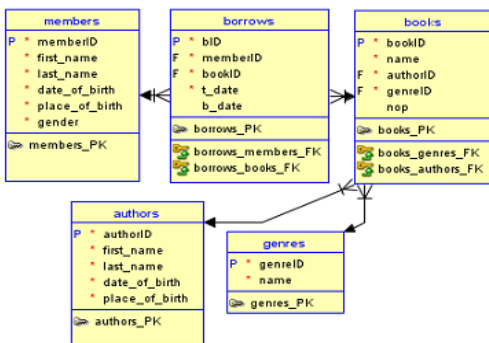 members
P * memberID
* first_name
* last_name
* date_of_birth
* place_of_birth
* gender
members_PK
borrows
P * bID
F * memberID
F * bookID
* t_date
b_date
borrows_PK
borrows_members_FK
borrows_books_FK
books
P * bookID
* name
F * authorID
F * genreID
nop
books_PK
books_genres_FK
books_authors_FK
authors
P * authorID
* first_name
* last_name
* date_of_birth
* place_of_birth
authors_PK
genres
P * genreID
* name
genres_PK